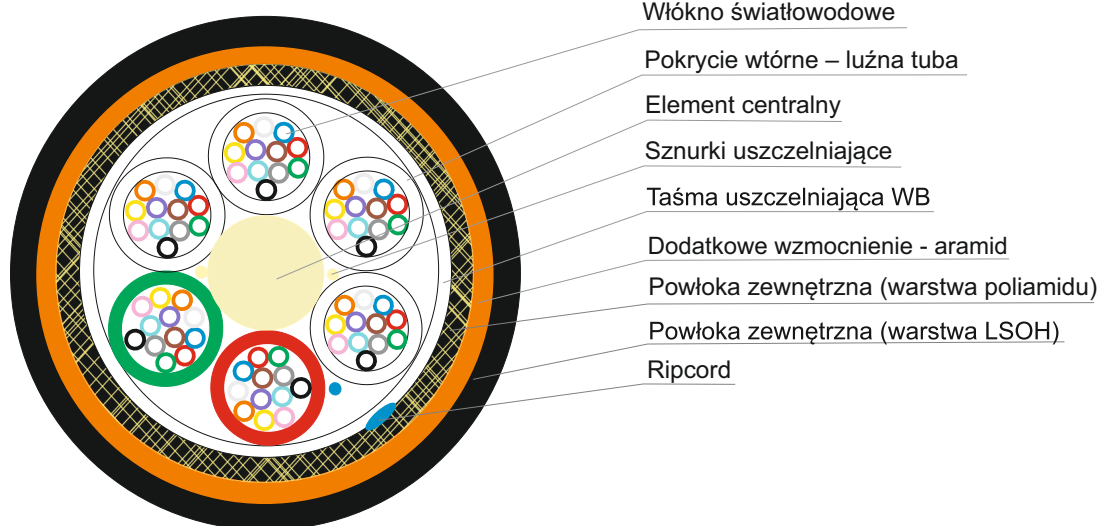 Włókno światłowodowe
Pokrycie wtórne – luźna tuba
Element centralny
Sznurki uszczelniające
Taśma uszczelniająca WB
Dodatkowe wzmocnienie - aramid
Powłoka zewnętrzna (warstwa poliamidu)
Powłoka zewnętrzna (warstwa LSOH)
Ripcord